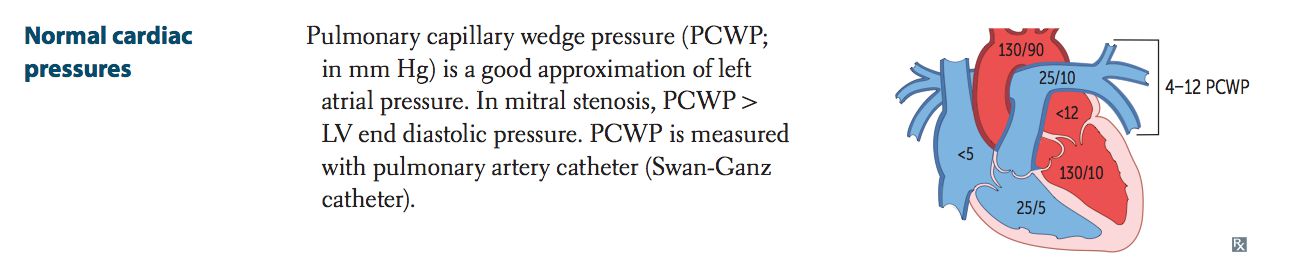 Normal cardiac
pressures
Pulmonary capillary wedge pressure (PCWP;
in mm Hg) is a good approximation of left
atrial pressure. In mitral stenosis, PCWP >
LV end diastolic pressure. PCWP is measured
with pulmonary artery catheter (Swan-Ganz
catheter).
130/90
25/10
4–12 PCWP
<12
<5
130/10
25/5
Rx